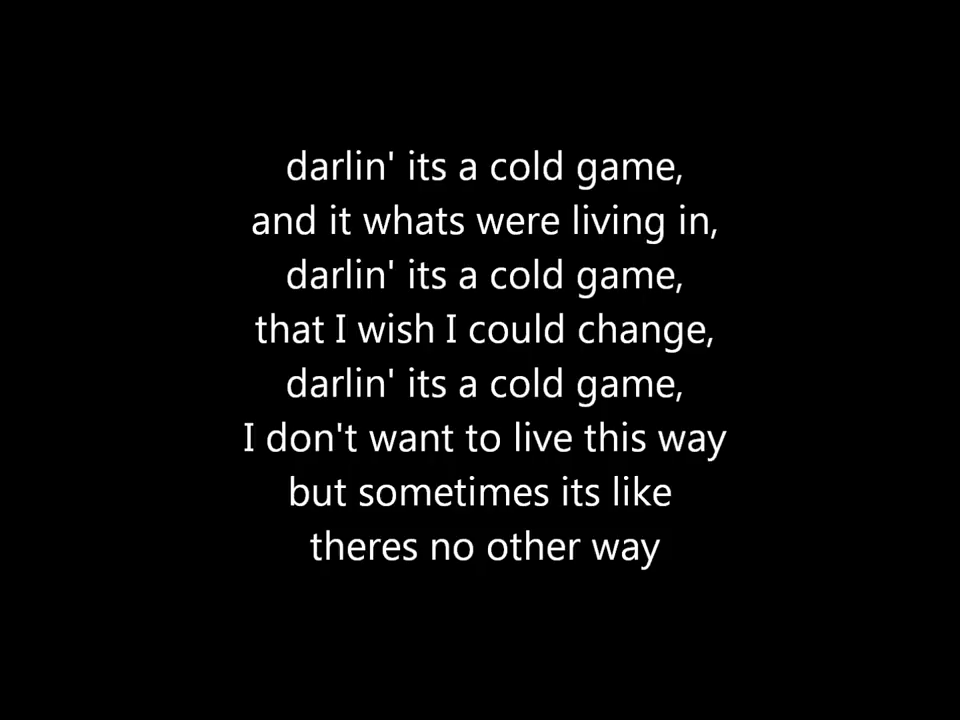 darlin' its a cold game,
and it whats were living in,
darlin' its a cold game,
that I wish I could change,
darlin' its a cold game,
I don't want to live this way
but sometimes its like
theres no other way